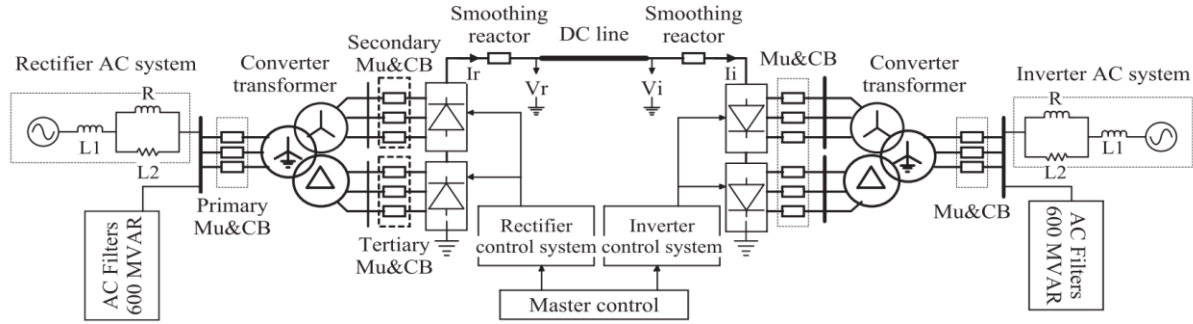 Smoothing
reactor
DC line
Smoothing
reactor
Secondary
Mu&CB
Ir
Ii
Vr
Vi
Mu&CB
Converter
transformer
Converter
transformer
Rectifier AC system
Inverter AC system
R
L1
L2
R
L1
L2
Primary
Mu&CB
Tertiary
Mu&CB
Mu&CB
AC Filters
600 MVAR
AC Filters
600 MVAR
Rectifier
control system
Inverter
control system
Master control